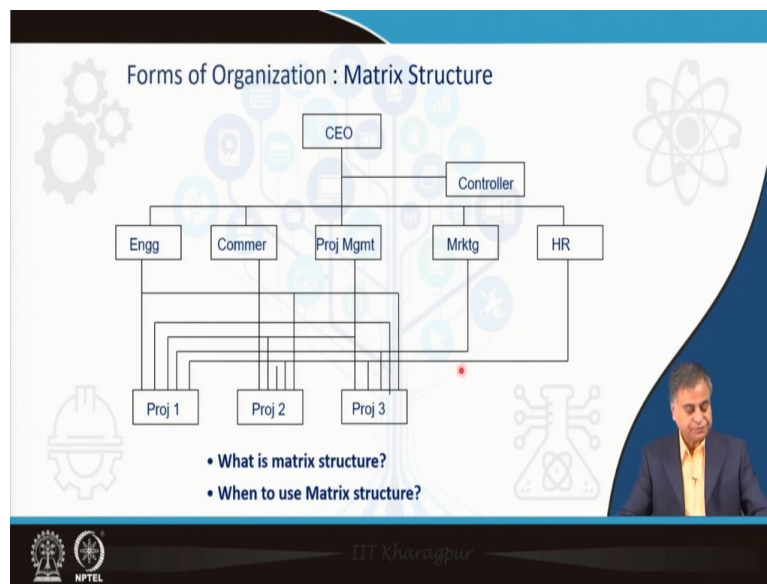 Forms of Organization : Matrix Structure
CEO
Controller
Engg
Commer
Proj Mgmt
Mrktg
HR
Proj 1
Proj 2
Proj 3
• What is matrix structure?
• When to use Matrix structure?
IIT Kharagpur
NPTEL